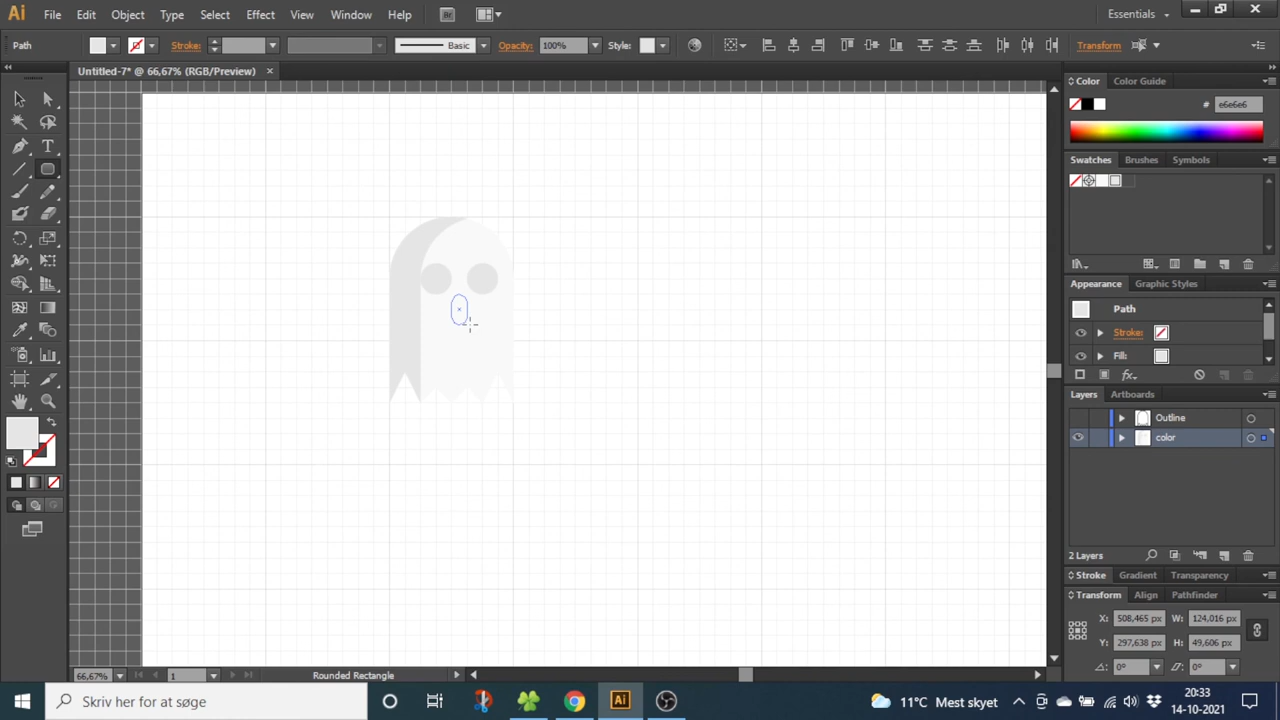 Ai File Edit Object Type Select Effect View Window Help Br Essentials
Path Stroke: Basic Opacity: 100% Style: Transform
Untitled-7* @ 66,67% (RGB/Preview) ×
Color Color Guide
# e6e6e6
Swatches Brushes Symbols
Appearance Graphic Styles
Path
Stroke:
Fill:
fx
Layers Artboards
Outline
color
2 Layers
Stroke Gradient Transparency
Transform Align Pathfinder
X: 508,465 px W: 124,016 px
Y: 297,638 px H: 49,606 px
0° 0°
66,67% 1 Rounded Rectangle
Skriv her for at søge Ai 11°C Mest skyet 20:33
14-10-2021